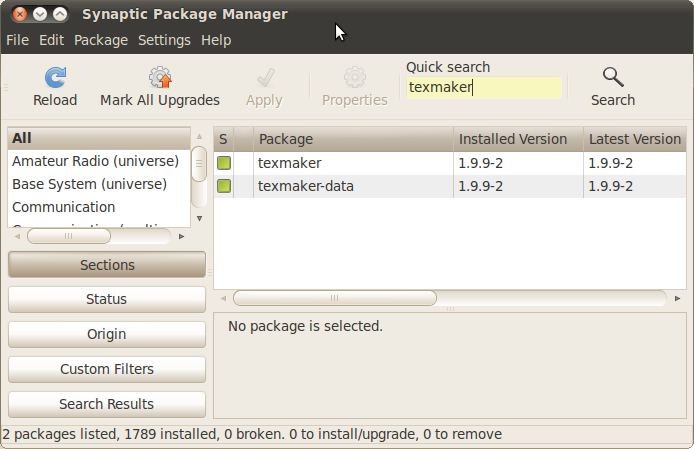 Synaptic Package Manager
File Edit Package Settings Help
Reload Mark All Upgrades Apply Properties Quick search Search
texmaker
All
Amateur Radio (universe)
Base System (universe)
Communication
S Package Installed Version Latest Version
texmaker 1.9.9-2 1.9.9-2
texmaker-data 1.9.9-2 1.9.9-2
Sections
Status
Origin
Custom Filters
Search Results
No package is selected.
2 packages listed, 1789 installed, 0 broken. 0 to install/upgrade, 0 to remove